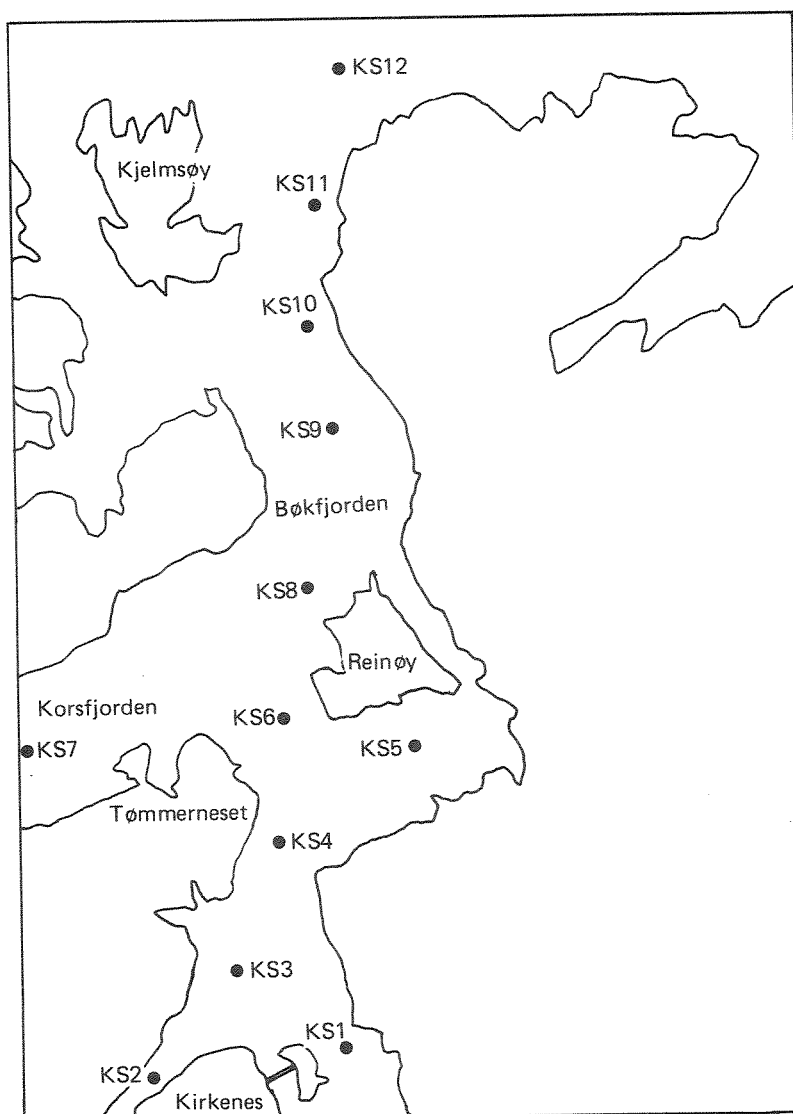 KS12
Kjelmsøy
KS11
KS10
KS9
Bøkfjorden
KS8
Reinøy
Korsfjorden
KS6
KS7
KS5
Tømmerneset
KS4
KS3
KS1
KS2
Kirkenes